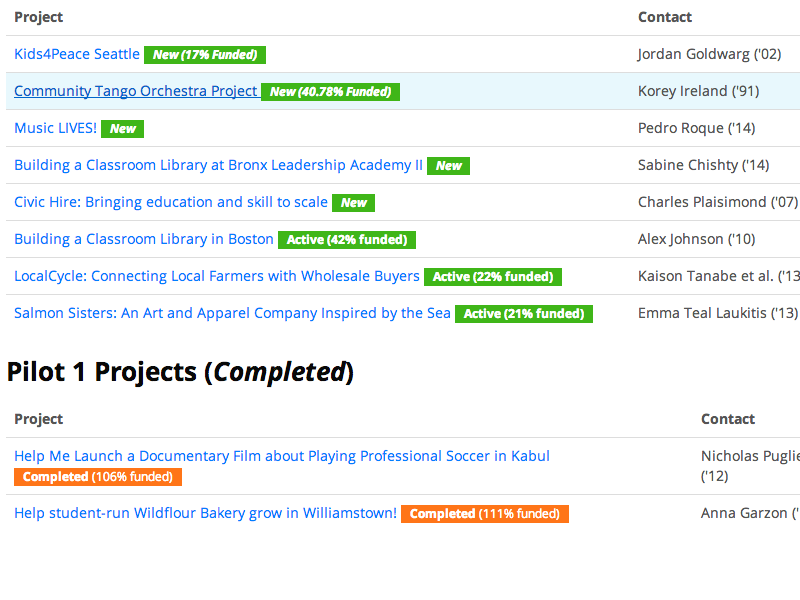 Project Contact
Kids4Peace Seattle New (17% Funded) Jordan Goldwarg ('02)
Community Tango Orchestra Project New (40.78% Funded) Korey Ireland ('91)
Music LIVES! New Pedro Roque ('14)
Building a Classroom Library at Bronx Leadership Academy II New Sabine Chishty ('14)
Civic Hire: Bringing education and skill to scale New Charles Plaisimond ('07)
Building a Classroom Library in Boston Active (42% funded) Alex Johnson ('10)
LocalCycle: Connecting Local Farmers with Wholesale Buyers Active (22% funded) Kaison Tanabe et al. ('13
Salmon Sisters: An Art and Apparel Company Inspired by the Sea Active (21% funded) Emma Teal Laukitis ('13)
Pilot 1 Projects (Completed)
Project Contact
Help Me Launch a Documentary Film about Playing Professional Soccer in Kabul Nicholas Puglie
Completed (106% funded) ('12)
Help student-run Wildflour Bakery grow in Williamstown! Completed (111% funded) Anna Garzon ('